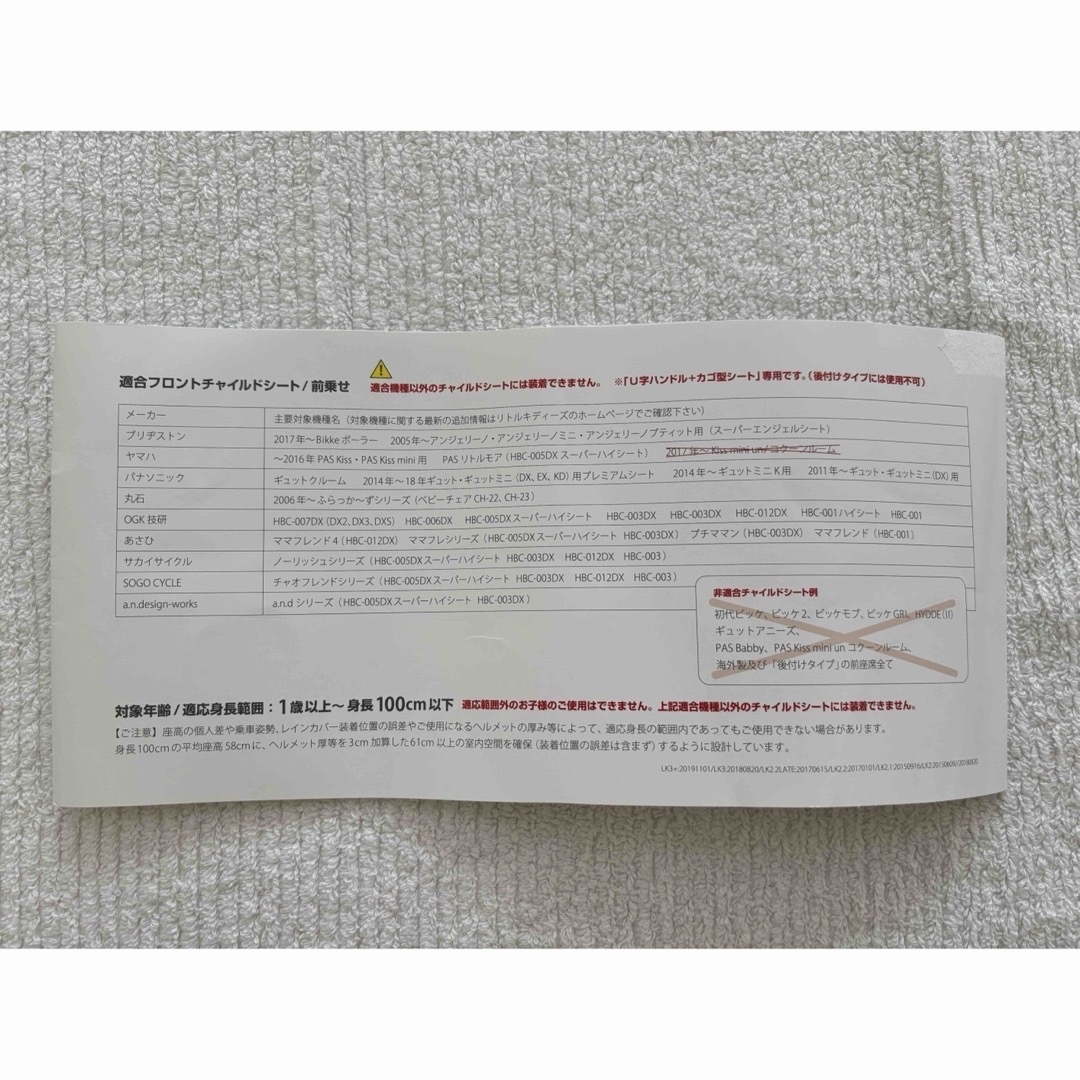 適合フロントチャイルドシート/前乗せ 適合機種以外のチャイルドシートには装着できません。 ※「U字ハンドル+カゴ型シート」専用です。(後付けタイプには使用不可)
メーカー 主要対象機種名(対象機種に関する最新の追加情報はリトルキディーズのホームページでご確認下さい)
ブリヂストン 2017年〜Bikke ポーラー 2005年〜アンジェリーノ・アンジェリーノミニ・アンジェリーノプティット用(スーパーエンジェルシート)
ヤマハ 〜2016年 PAS Kiss・PAS Kiss mini 用 PAS リトルモア(HBC-005DX スーパーハイシート) 2017年〜Kiss mini un/コクーンルーム
パナソニック ギュットクルーム 2014年〜18年ギュット・ギュットミニ(DX, EX, KD)用プレミアムシート 2014年〜ギュットミニK用 2011年〜ギュット・ギュットミニ(DX)用
丸石 2006年〜ふらっか〜ずシリーズ(ベビーチェア CH-22、CH-23)
OGK技研 HBC-007DX(DX2、DX3、DXS) HBC-006DX HBC-005DXスーパーハイシート HBC-003DX HBC-003DX HBC-012DX HBC-001ハイシート HBC-001
あさひ ママフレンド4(HBC-012DX) ママフレシリーズ(HBC-005DXスーパーハイシート HBC-003DX) プチママン(HBC-003DX) ママフレンド(HBC-001)
サカイサイクル ノーリッシュシリーズ(HBC-005DXスーパーハイシート HBC-003DX HBC-012DX HBC-003)
SOGO CYCLE チャオフレンドシリーズ(HBC-005DXスーパーハイシート HBC-003DX HBC-012DX HBC-003)
a.n.design-works a.n.d シリーズ(HBC-005DXスーパーハイシート HBC-003DX)
非適合チャイルドシート例
初代ビッケ、ビッケ2、ビッケモブ、ビッケGRI、HYDDE(II)
ギュットアニーズ、
PAS Babby、PAS Kiss mini un コクーンルーム、
海外製及び「後付けタイプ」の前座席全て
対象年齢/適応身長範囲:1歳以上〜身長100cm以下 適応範囲外のお子様のご使用はできません。上記適合機種以外のチャイルドシートには装着できません。
【ご注意】座高の個人差や乗車姿勢、レインカバー装着位置の誤差やご使用になるヘルメットの厚み等によって、適応身長の範囲内であってもご使用できない場合があります。
身長100cmの平均座高58cmに、ヘルメット厚等を3cm加算した61cm以上の室内空間を確保(装着位置の誤差は含まず)するように設計しています。
LK3+:20191101/LK3:20180820/LK2.2LATE:20170615/LK2.2:20170101/LK2.1:20150916/LK2:20150609/